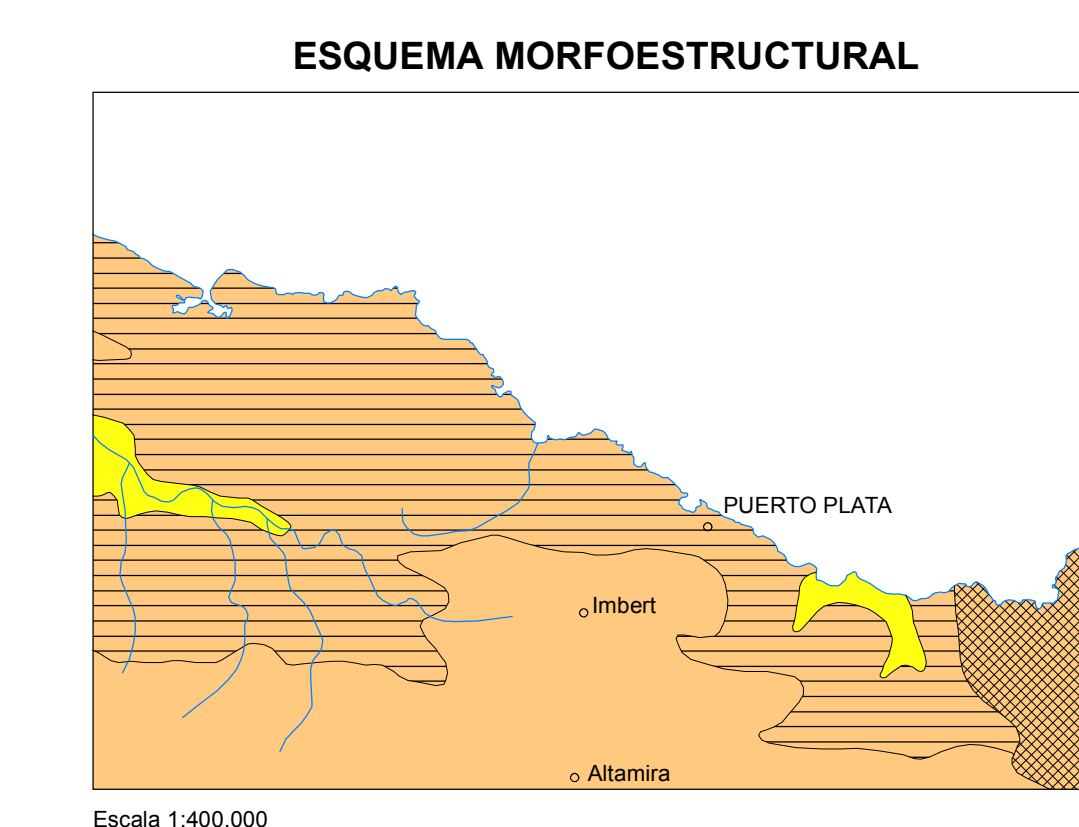 ESQUEMA MORFOESTRUCTURAL
PUERTO PLATA
Imbert
Altamira
Escala 1:400.000